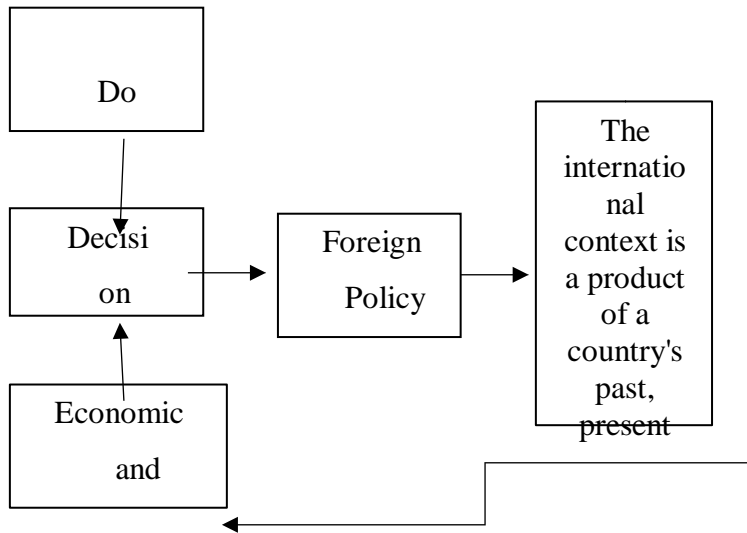 Do
Decisi
on
Economic
and
Foreign
Policy
The
internatio
nal
context is
a product
of a
country's
past,
present